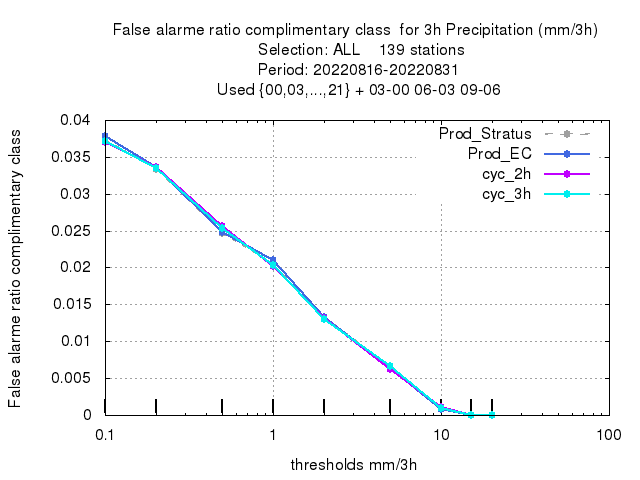 False alarme ratio complimentary class  for 3h Precipitation (mm/3h)
Selection: ALL    139 stations
Period: 20220816-20220831
Used {00,03,...,21} + 03-00 06-03 09-06
Prod_Stratus
Prod_EC
cyc_2h
cyc_3h
False alarme ratio complimentary class
0.04
0.035
0.03
0.025
0.02
0.015
0.01
0.005
0
0.1
1
10
100
thresholds mm/3h